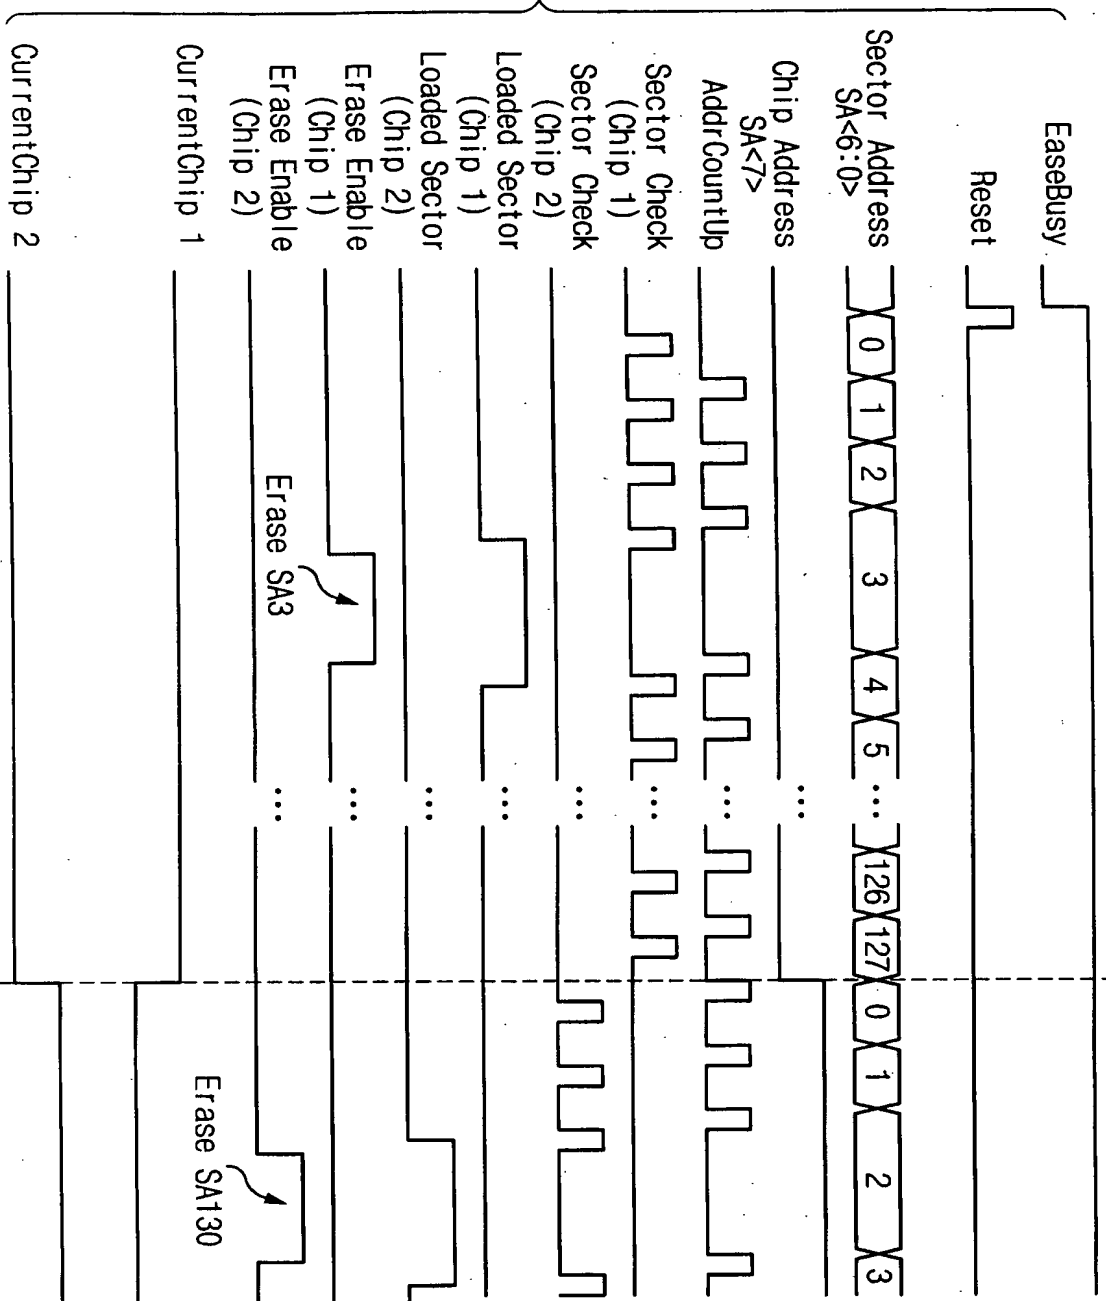 EaseBusy
Reset
Sector Address
SA<6:0>
0 1 2 3 4 5 ... 126 127 0 1 2 3
Chip Address
SA<7>
...
AddrCountUp
...
Sector Check
(Chip 1)
...
Sector Check
(Chip 2)
...
Loaded Sector
(Chip 1)
...
Loaded Sector
(Chip 2)
...
Erase Enable
(Chip 1)
...
Erase SA3
Erase Enable
(Chip 2)
...
Erase SA130
CurrentChip 1
CurrentChip 2